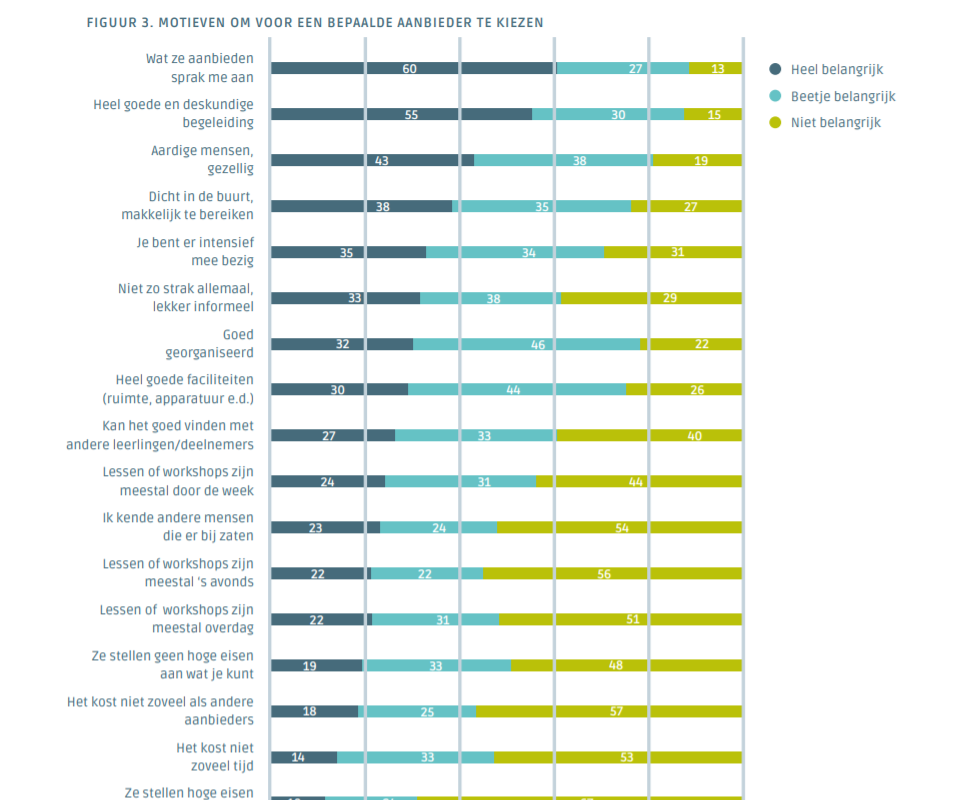 FIGUUR 3. MOTIEVEN OM VOOR EEN BEPAALDE AANBIEDER TE KIEZEN
Wat ze aanbieden
sprak me aan
60 27 13
Heel goede en deskundige
begeleiding
55 30 15
Aardige mensen,
gezellig
43 38 19
Dicht in de buurt,
makkelijk te bereiken
38 35 27
Je bent er intensief
mee bezig
35 34 31
Niet zo strak allemaal,
lekker informeel
33 38 29
Goed
georganiseerd
32 46 22
Heel goede faciliteiten
(ruimte, apparatuur e.d.)
30 44 26
Kan het goed vinden met
andere leerlingen/deelnemers
27 33 40
Lessen of workshops zijn
meestal door de week
24 31 44
Ik kende andere mensen
die er bij zaten
23 24 54
Lessen of workshops zijn
meestal 's avonds
22 22 56
Lessen of workshops zijn
meestal overdag
22 31 51
Ze stellen geen hoge eisen
aan wat je kunt
19 33 48
Het kost niet zoveel als andere
aanbieders
18 25 57
Het kost niet
zoveel tijd
14 33 53
Ze stellen hoge eisen
Heel belangrijk
Beetje belangrijk
Niet belangrijk